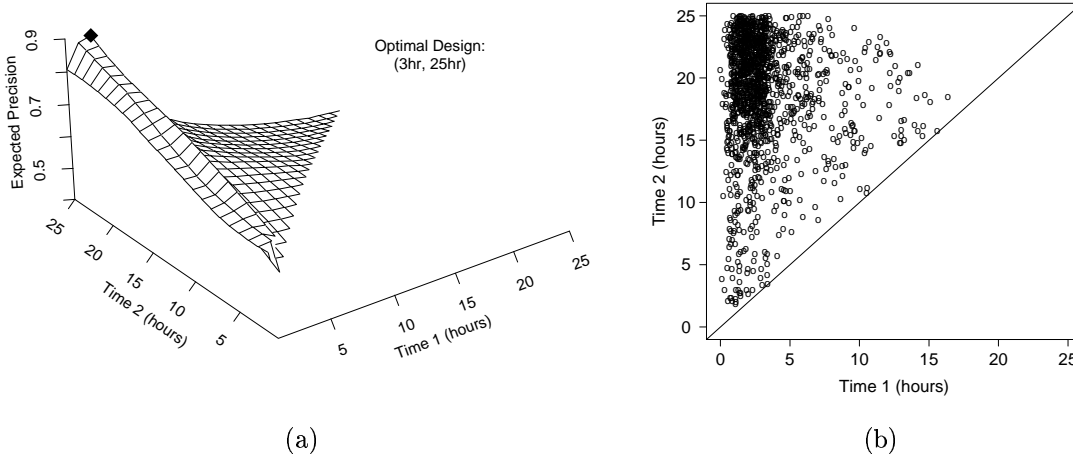 Optimal Design:
(3hr, 25hr)
Expected Precision
0.5
0.7
0.9
25
20
15
10
5
Time 2 (hours)
5
10
15
20
25
Time 1 (hours)
(a)
25
20
15
10
5
0
Time 2 (hours)
0
5
10
15
20
25
Time 1 (hours)
(b)